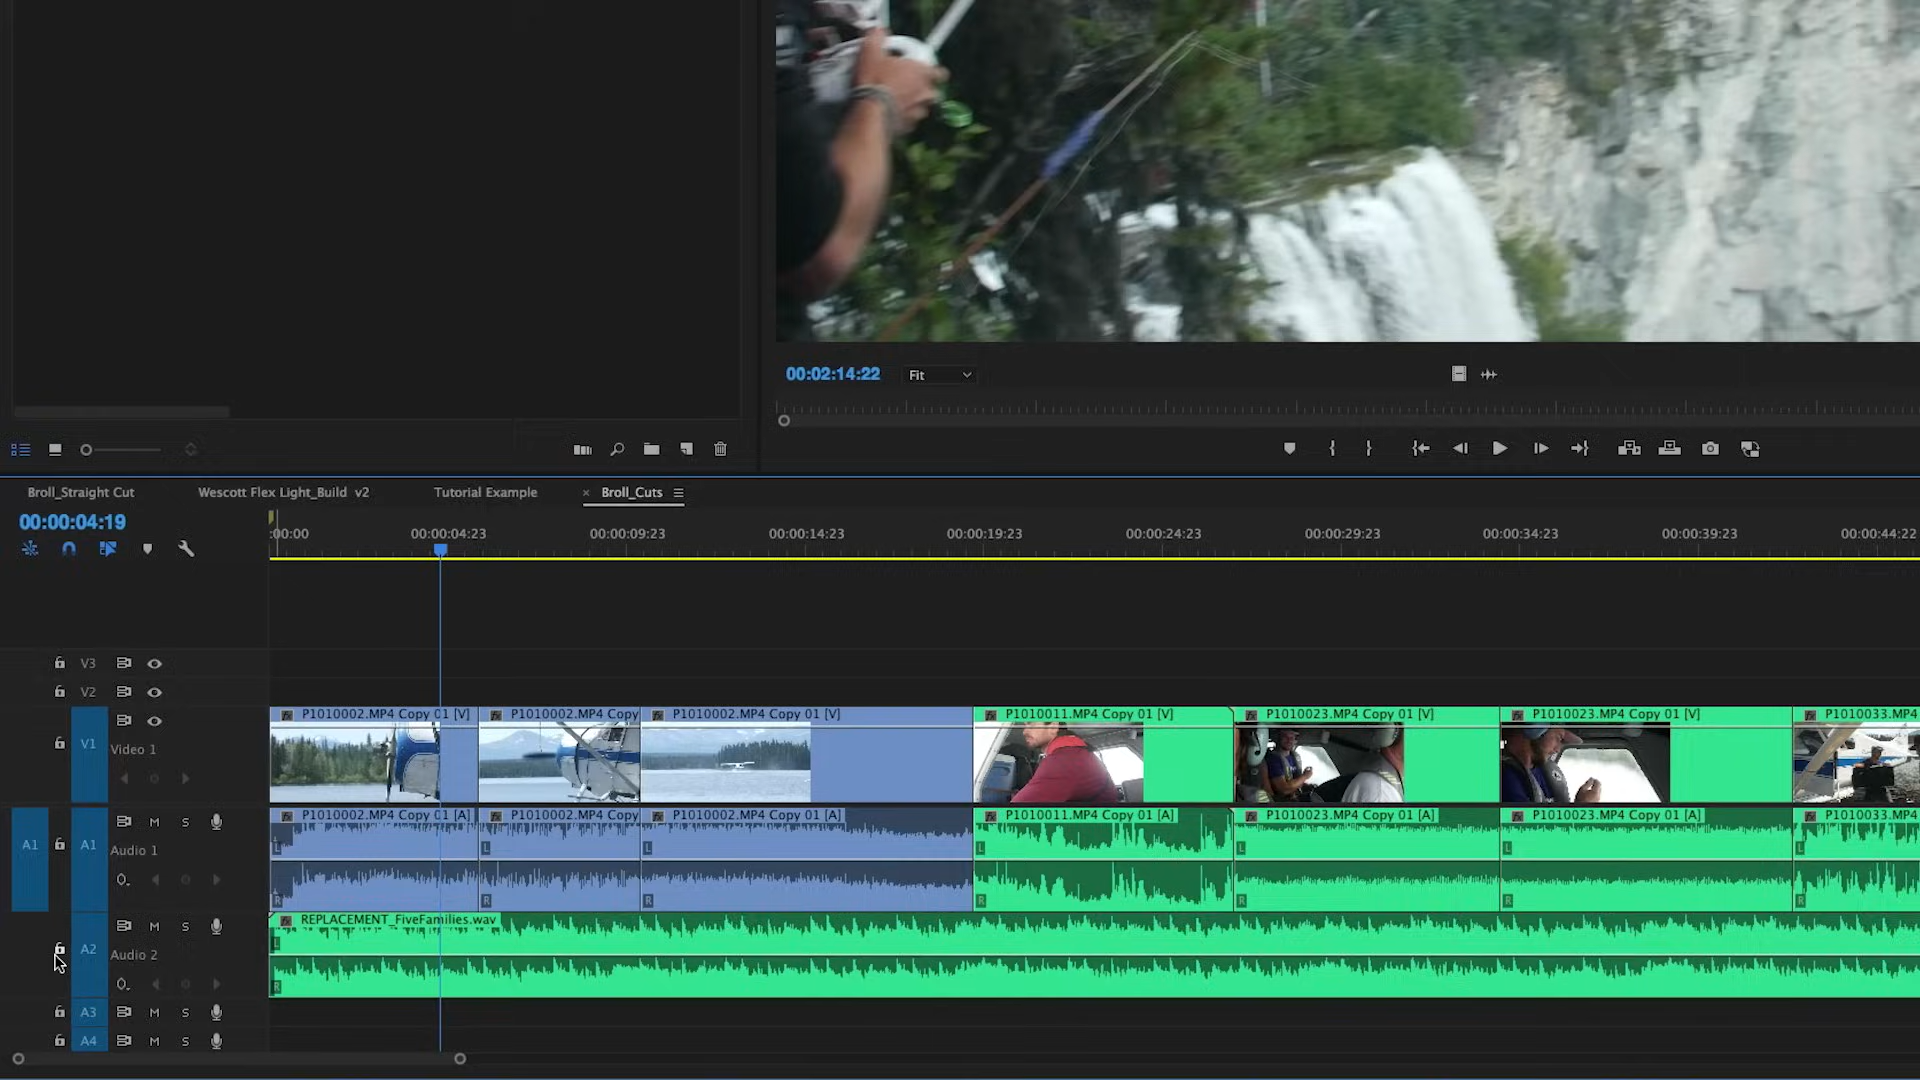 00:02:14:22 Fit
Broll_Straight Cut Wescott Flex Light_Build v2 Tutorial Example × Broll_Cuts
00:00:04:19
:00:00 00:00:04:23 00:00:09:23 00:00:14:23 00:00:19:23 00:00:24:23 00:00:29:23 00:00:34:23 00:00:39:23 00:00:44:22
V3
V2
P1010002.MP4 Copy 01 [V] P1010002.MP4 Copy P1010002.MP4 Copy 01 [V] P1010011.MP4 Copy 01 [V] P1010023.MP4 Copy 01 [V] P1010023.MP4 Copy 01 [V] P1010033.MP4
V1 Video 1
P1010002.MP4 Copy 01 [A] P1010002.MP4 Copy P1010002.MP4 Copy 01 [A] P1010011.MP4 Copy 01 [A] P1010023.MP4 Copy 01 [A] P1010023.MP4 Copy 01 [A] P1010033.MP4
M S
A1 A1 Audio 1 L L L L L L L
R R R R R R R
REPLACEMENT_FiveFamilies.wav
M S
A2 Audio 2 L
R
A3 M S
A4 M S